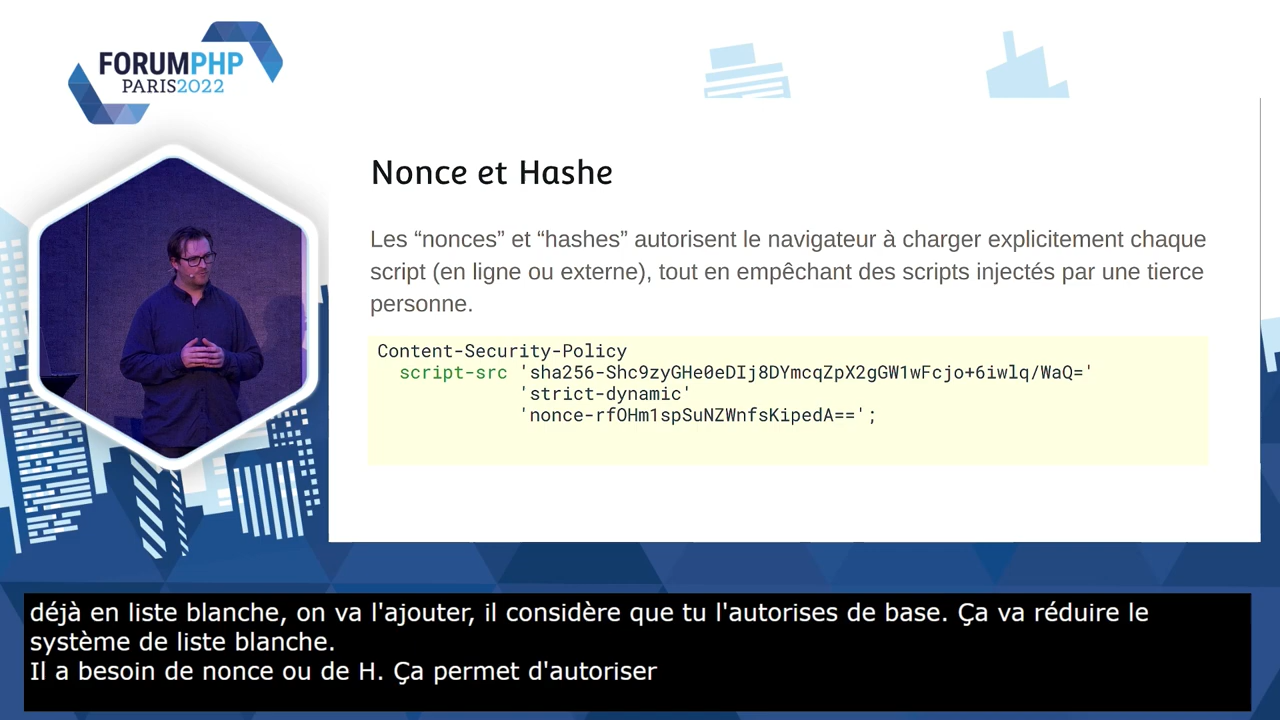 FORUMPHP
PARIS2022
Nonce et Hashe
Les “nonces” et “hashes” autorisent le navigateur à charger explicitement chaque
script (en ligne ou externe), tout en empêchant des scripts injectés par une tierce
personne.
Content-Security-Policy
script-src 'sha256-Shc9zyGHe0eDIj8DYmcqZpX2gGW1wFcjo+6iwlq/WaQ='
'strict-dynamic'
'nonce-rfOHm1spSuNZWnfsKipedA==';
déjà en liste blanche, on va l'ajouter, il considère que tu l'autorises de base. Ça va réduire le
système de liste blanche.
Il a besoin de nonce ou de H. Ça permet d'autoriser